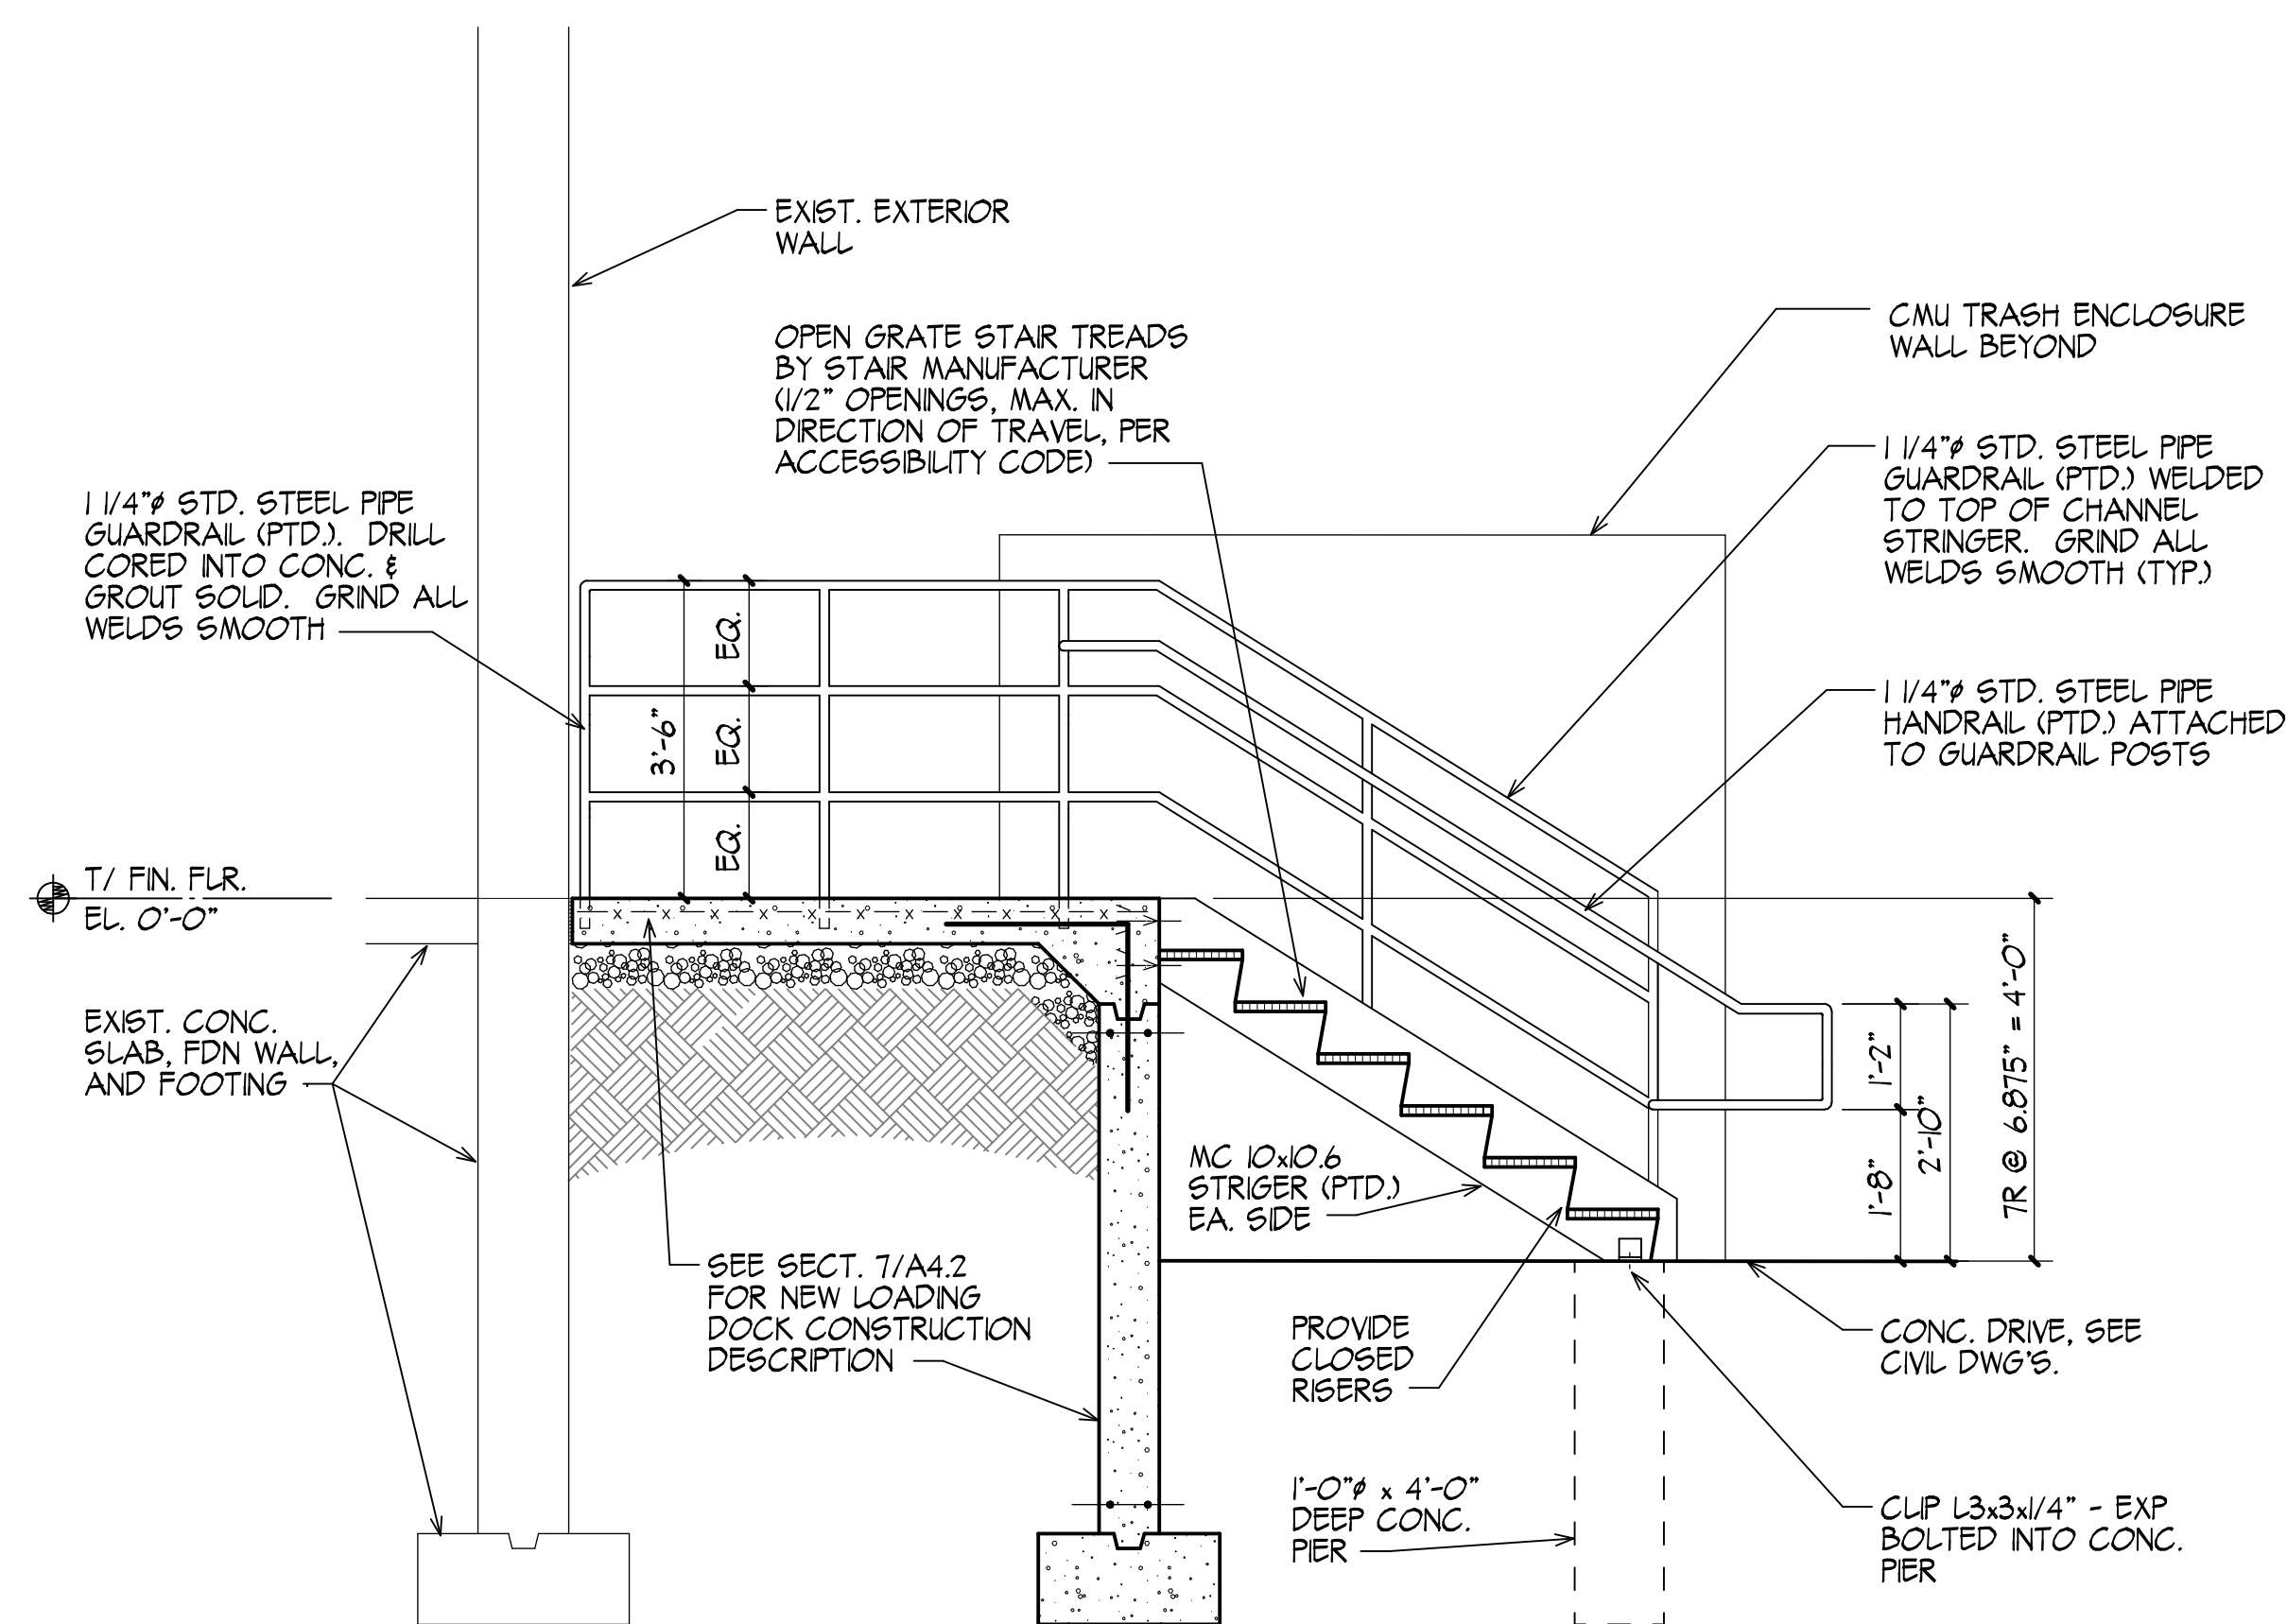 EXIST. EXTERIOR
WALL
OPEN GRATE STAIR TREADS
BY STAIR MANUFACTURER
(1/2" OPENINGS, MAX. IN
DIRECTION OF TRAVEL, PER
ACCESSIBILITY CODE)
CMU TRASH ENCLOSURE
WALL BEYOND
1 1/4"ø STD. STEEL PIPE
GUARDRAIL (PTD.) WELDED
TO TOP OF CHANNEL
STRINGER. GRIND ALL
WELDS SMOOTH (TYP.)
1 1/4"ø STD. STEEL PIPE
GUARDRAIL (PTD.). DRILL
CORED INTO CONC. &
GROUT SOLID. GRIND ALL
WELDS SMOOTH
1 1/4"ø STD. STEEL PIPE
HANDRAIL (PTD.) ATTACHED
TO GUARDRAIL POSTS
3'-6"
EQ.
EQ.
EQ.
T/ FIN. FLR.
EL. 0'-0"
EXIST. CONC.
SLAB, FDN WALL,
AND FOOTING
1'-2"
1'-8"
2'-10"
7R @ 6.875" = 4'-0"
MC 10x10.6
STRIGER (PTD.)
EA. SIDE
SEE SECT. 7/A4.2
FOR NEW LOADING
DOCK CONSTRUCTION
DESCRIPTION
PROVIDE
CLOSED
RISERS
CONC. DRIVE, SEE
CIVIL DWG'S.
1'-0"ø x 4'-0"
DEEP CONC.
PIER
CLIP L3x3x1/4" - EXP
BOLTED INTO CONC.
PIER